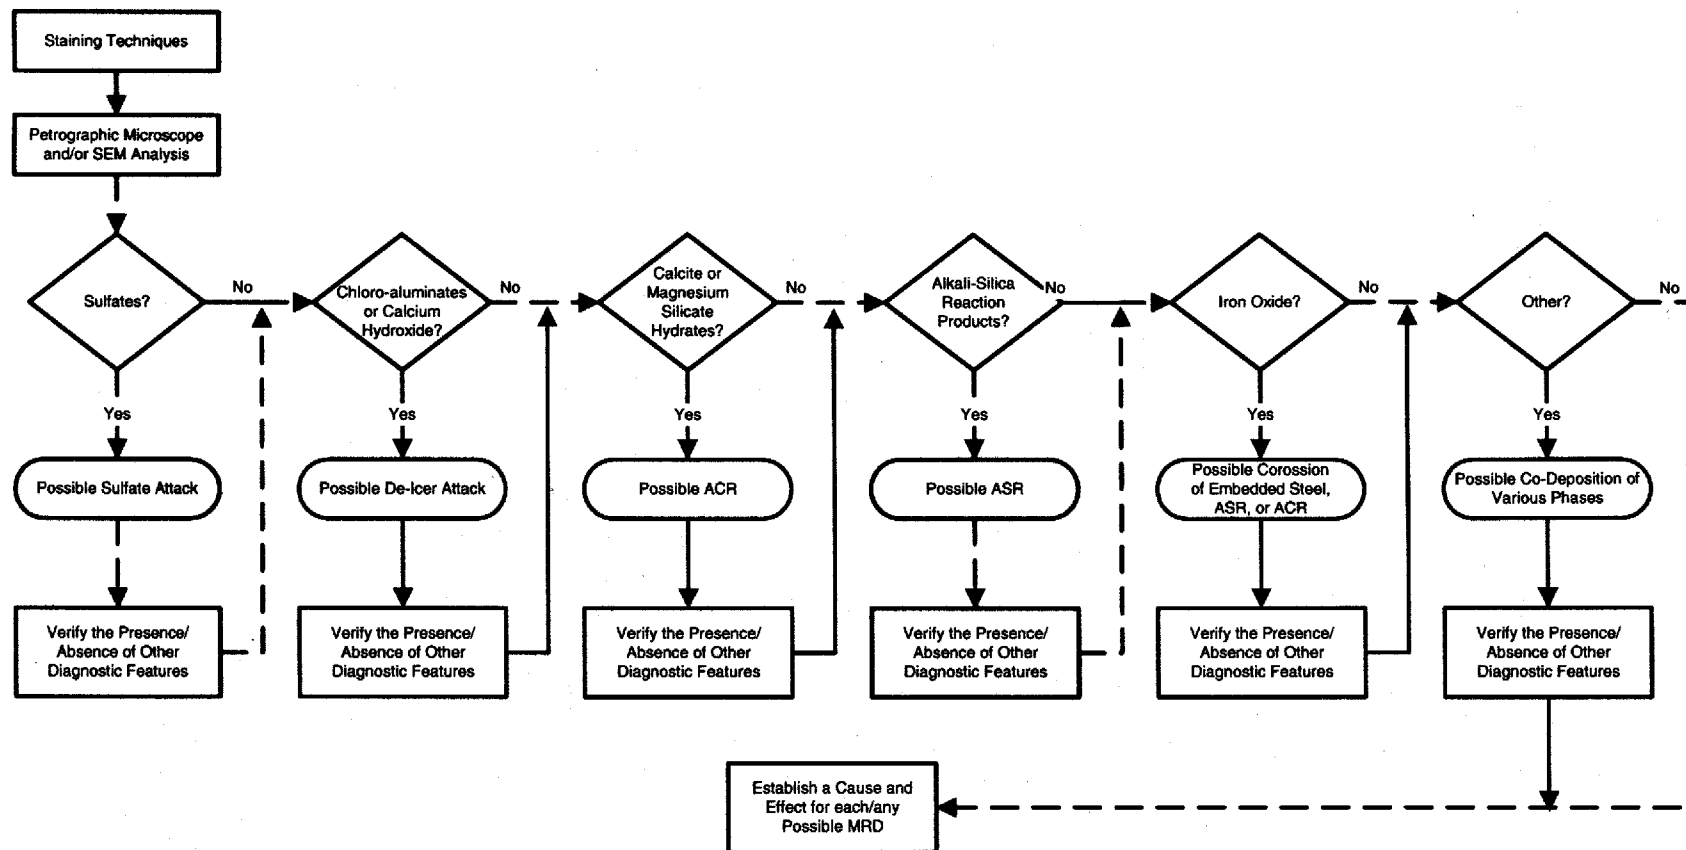 Staining Techniques
Petrographic Microscope
and/or SEM Analysis
Sulfates?
No
Yes
Possible Sulfate Attack
Verify the Presence/
Absence of Other
Diagnostic Features
Chloro-aluminates
or Calcium
Hydroxide?
No
Yes
Possible De-Icer Attack
Verify the Presence/
Absence of Other
Diagnostic Features
Calcite or
Magnesium
Silicate
Hydrates?
No
Yes
Possible ACR
Verify the Presence/
Absence of Other
Diagnostic Features
Alkali-Silica
Reaction
Products?
No
Yes
Possible ASR
Verify the Presence/
Absence of Other
Diagnostic Features
Iron Oxide?
No
Yes
Possible Corossion
of Embedded Steel,
ASR, or ACR
Verify the Presence/
Absence of Other
Diagnostic Features
Other?
No
Yes
Possible Co-Deposition of
Various Phases
Verify the Presence/
Absence of Other
Diagnostic Features
Establish a Cause and
Effect for each/any
Possible MRD